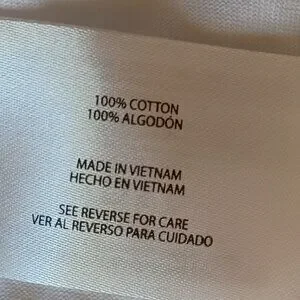 100% COTTON
100% ALGODÓN
MADE IN VIETNAM
HECHO EN VIETNAM
SEE REVERSE FOR CARE
VER AL REVERSO PARA CUIDADO